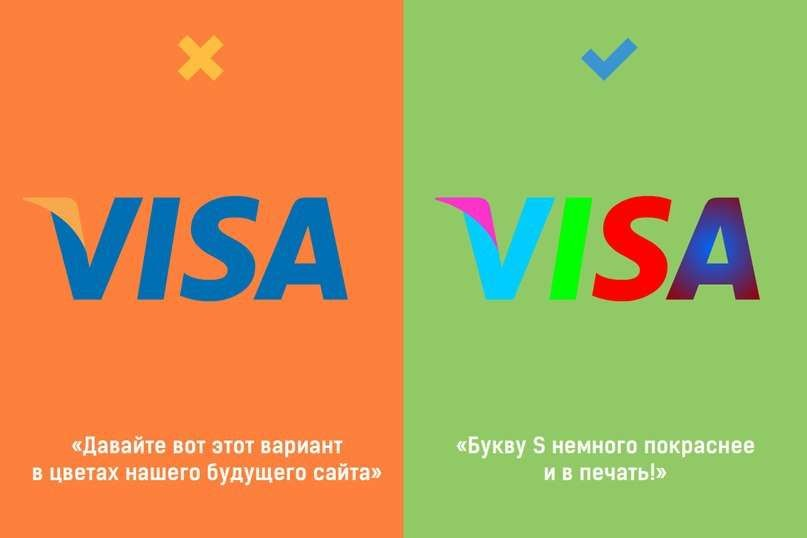 VISA
VISA
«Давайте вот этот вариант
в цветах нашего будущего сайта»
«Букву S немного покраснее
и в печать!»